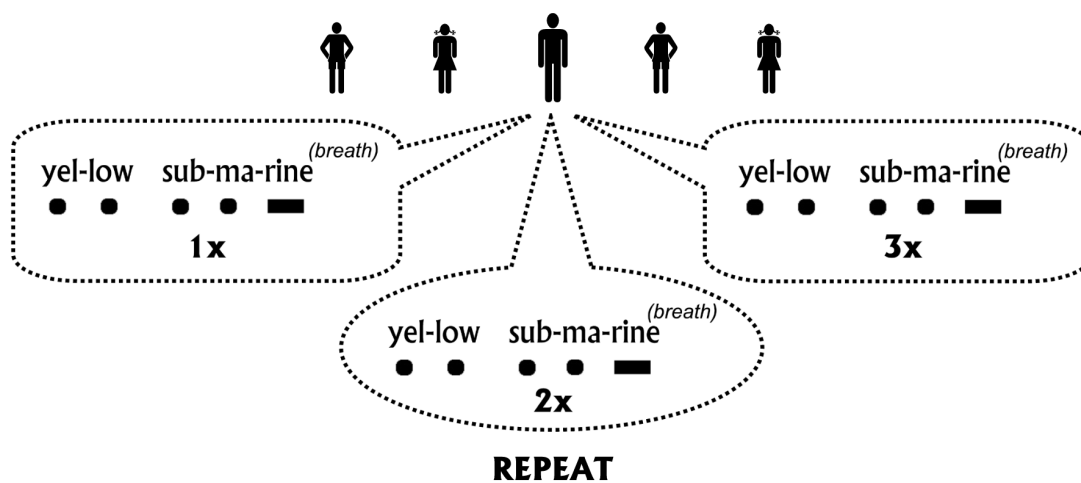 (breath)
yel-low sub-ma-rine
1x
(breath)
yel-low sub-ma-rine
2x
(breath)
yel-low sub-ma-rine
3x
REPEAT